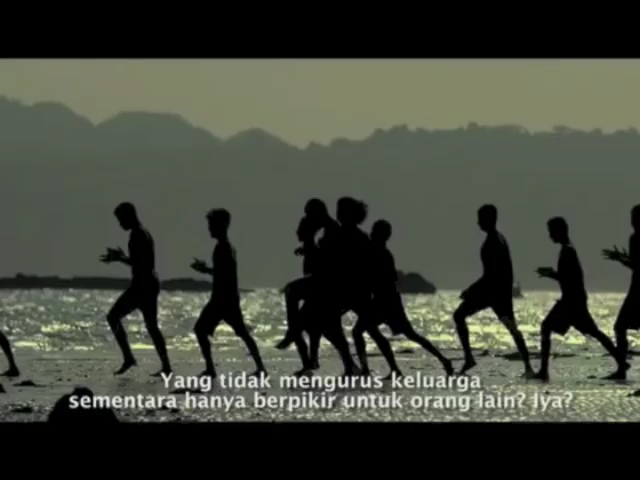 Yang tidak mengurus keluarga
sementara hanya berpikir untuk orang lain? Iya?